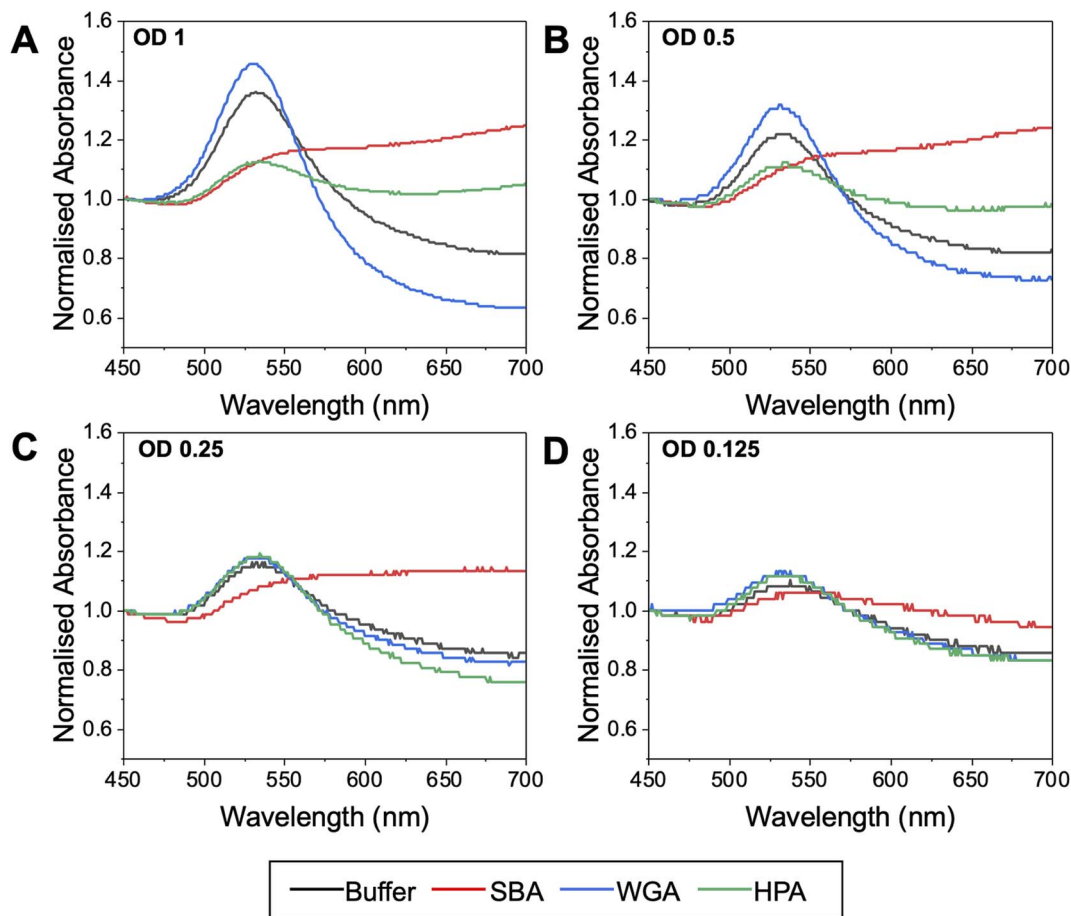 A
OD 1
Normalised Absorbance
1.6
1.4
1.2
1.0
0.8
0.6
450 500 550 600 650 700
Wavelength (nm)
B
OD 0.5
Normalised Absorbance
1.6
1.4
1.2
1.0
0.8
0.6
450 500 550 600 650 700
Wavelength (nm)
C
OD 0.25
Normalised Absorbance
1.6
1.4
1.2
1.0
0.8
0.6
450 500 550 600 650 700
Wavelength (nm)
D
OD 0.125
Normalised Absorbance
1.6
1.4
1.2
1.0
0.8
0.6
450 500 550 600 650 700
Wavelength (nm)
Buffer SBA WGA HPA